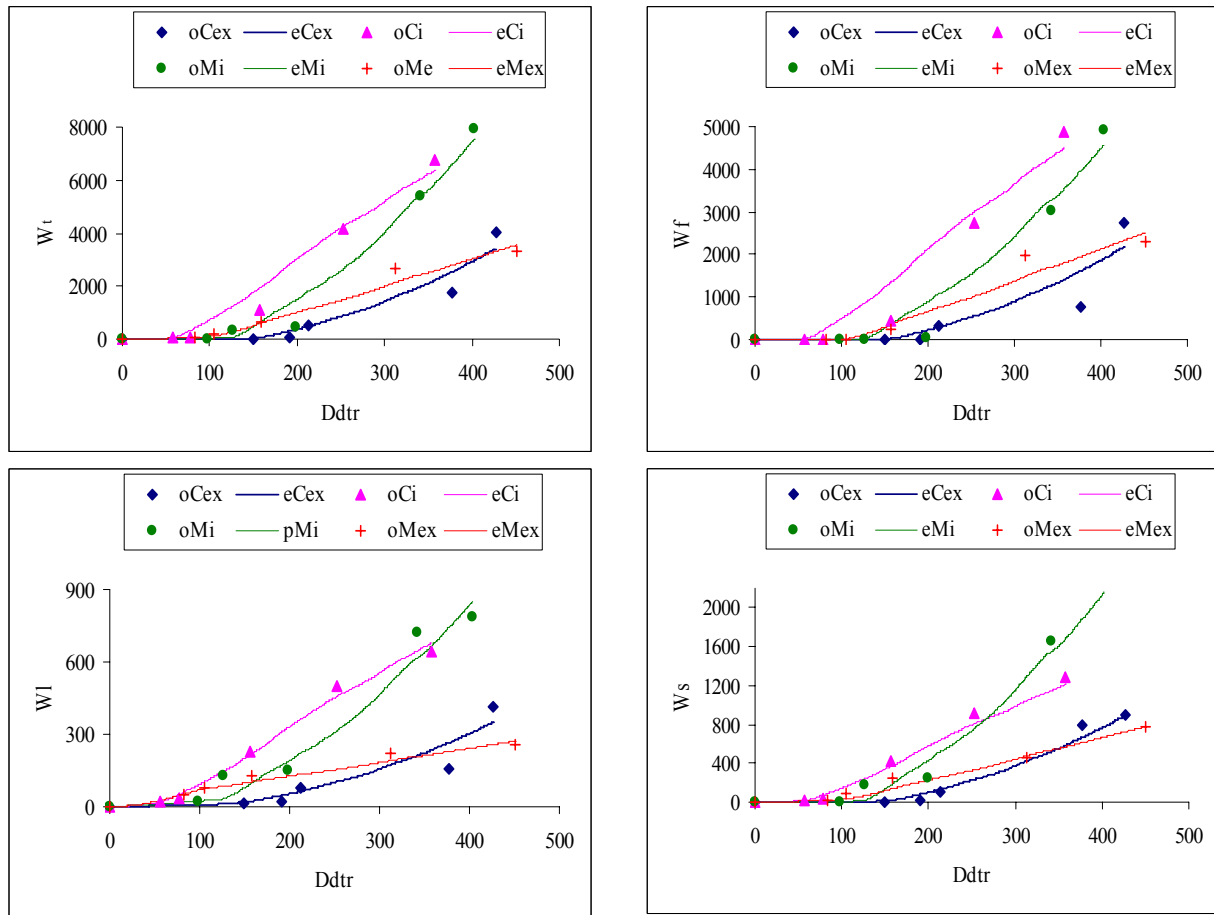 oCex eCex oCi eCi
oMi eMi oMe eMex
8000
6000
4000
2000
0
Wt
0 100 200 300 400 500
Ddtr
oCex eCex oCi eCi
oMi eMi oMex eMex
5000
4000
3000
2000
1000
0
Wf
0 100 200 300 400 500
Ddtr
oCex eCex oCi eCi
oMi pMi oMex eMex
900
600
300
0
Wl
0 100 200 300 400 500
Ddtr
oCex eCex oCi eCi
oMi eMi oMex eMex
2000
1600
1200
800
400
0
Ws
0 100 200 300 400 500
Ddtr